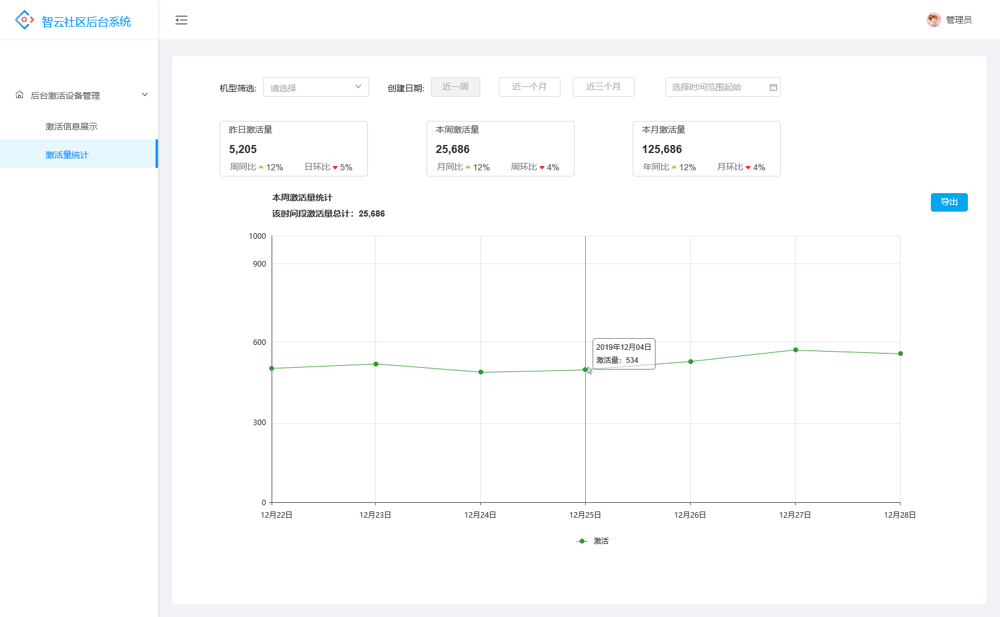 智云社区后台系统
管理员
后台激活设备管理
激活信息展示
激活量统计
机型筛选: 请选择 创建日期: 近一周 近一个月 近三个月 选择时间范围起始
昨日激活量
5,205
周同比 12% 日环比 5%
本周激活量
25,686
月同比 12% 周环比 4%
本月激活量
125,686
年同比 12% 月环比 4%
本周激活量统计
该时间段激活量总计：25,686
导出
1000
900
600
300
0
2019年12月04日
激活量：534
12月22日 12月23日 12月24日 12月25日 12月26日 12月27日 12月28日
激活